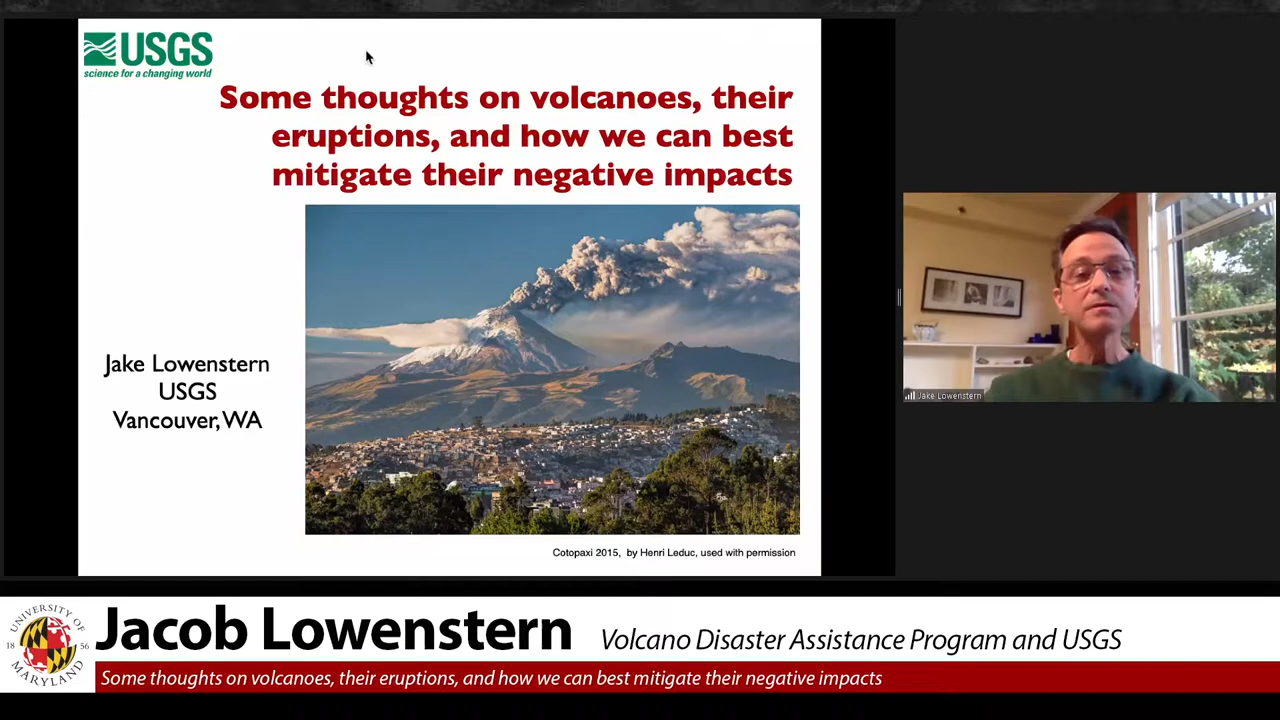 USGS
science for a changing world
Some thoughts on volcanoes, their
eruptions, and how we can best
mitigate their negative impacts
Jake Lowenstern
USGS
Vancouver, WA
Cotopaxi 2015, by Henri Leduc, used with permission
Jake Lowenstern
UNIVERSITY OF
18 56
MARYLAND
Jacob Lowenstern
Volcano Disaster Assistance Program and USGS
Some thoughts on volcanoes, their eruptions, and how we can best mitigate their negative impacts